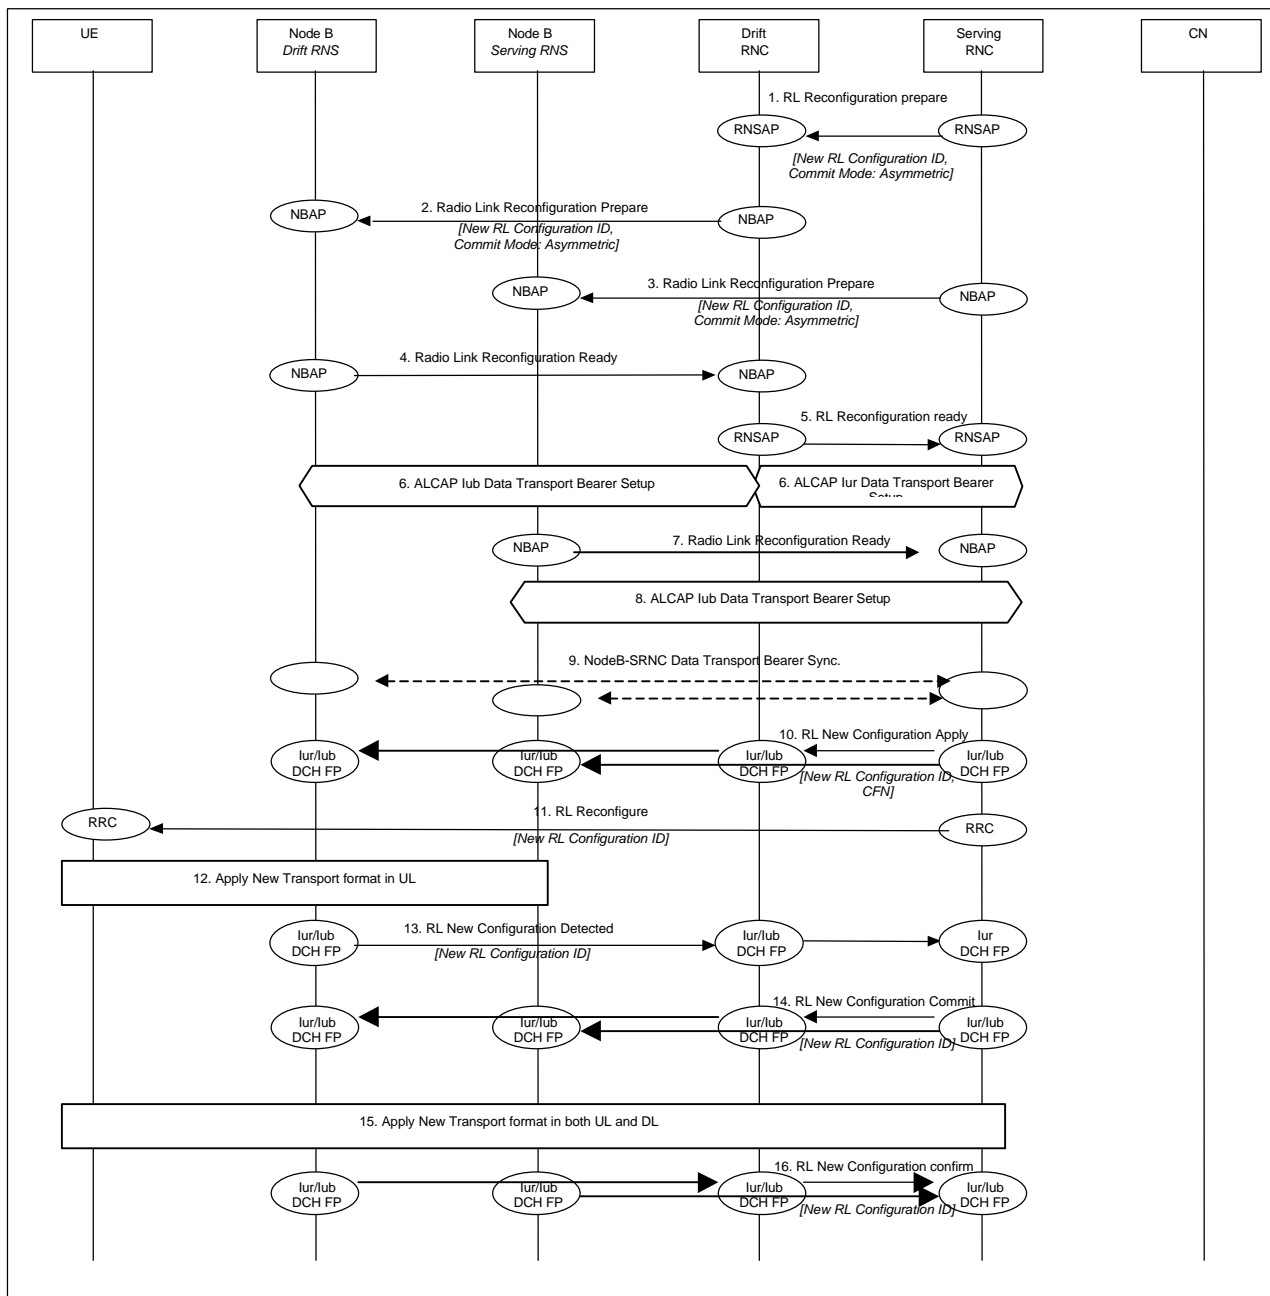 UE
Node B
Drift RNS
Node B
Serving RNS
Drift
RNC
Serving
RNC
CN
1. RL Reconfiguration prepare
RNSAP
RNSAP
[New RL Configuration ID,
Commit Mode: Asymmetric]
NBAP
2. Radio Link Reconfiguration Prepare
NBAP
[New RL Configuration ID,
Commit Mode: Asymmetric]
NBAP
3. Radio Link Reconfiguration Prepare
NBAP
[New RL Configuration ID,
Commit Mode: Asymmetric]
NBAP
4. Radio Link Reconfiguration Ready
NBAP
5. RL Reconfiguration ready
RNSAP
RNSAP
6. ALCAP Iub Data Transport Bearer Setup
6. ALCAP Iur Data Transport Bearer
Setup
NBAP
7. Radio Link Reconfiguration Ready
NBAP
8. ALCAP Iub Data Transport Bearer Setup
9. NodeB-SRNC Data Transport Bearer Sync.
10. RL New Configuration Apply
Iur/Iub
DCH FP
Iur/Iub
DCH FP
Iur/Iub
DCH FP
Iur/Iub
DCH FP
[New RL Configuration ID,
CFN]
RRC
11. RL Reconfigure
RRC
[New RL Configuration ID]
12. Apply New Transport format in UL
Iur/Iub
DCH FP
13. RL New Configuration Detected
[New RL Configuration ID]
Iur/Iub
DCH FP
Iur
DCH FP
14. RL New Configuration Commit
Iur/Iub
DCH FP
Iur/Iub
DCH FP
Iur/Iub
DCH FP
Iur/Iub
DCH FP
[New RL Configuration ID]
15. Apply New Transport format in both UL and DL
16. RL New Configuration confirm
Iur/Iub
DCH FP
Iur/Iub
DCH FP
Iur/Iub
DCH FP
Iur/Iub
DCH FP
[New RL Configuration ID]